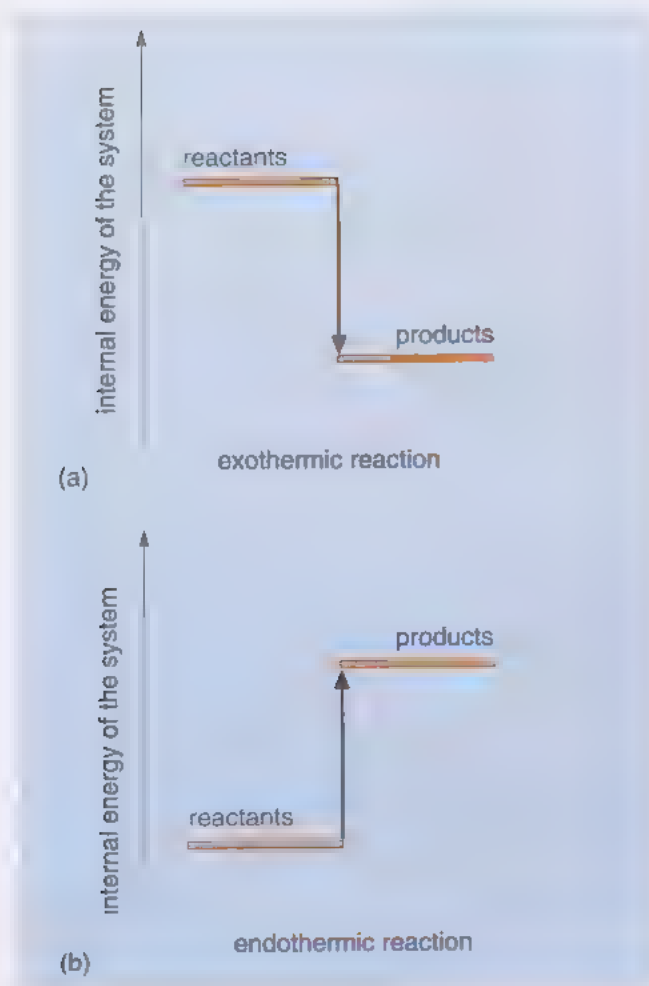 internal energy of the system
reactants
products
exothermic reaction
(a)
internal energy of the system
products
reactants
endothermic reaction
(b)